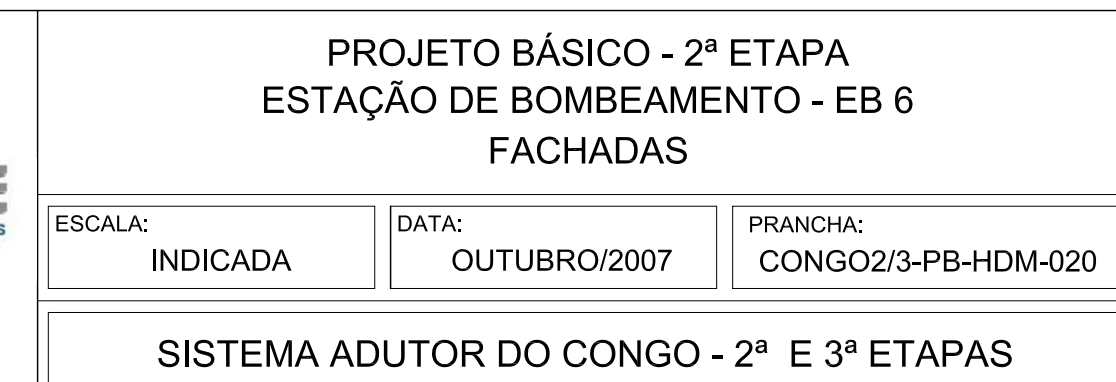 PROJETO BÁSICO - 2ª ETAPA
ESTAÇÃO DE BOMBEAMENTO - EB 6
FACHADAS
ESCALA: DATA: PRANCHA:
INDICADA OUTUBRO/2007 CONGO2/3-PB-HDM-020
SISTEMA ADUTOR DO CONGO - 2ª E 3ª ETAPAS